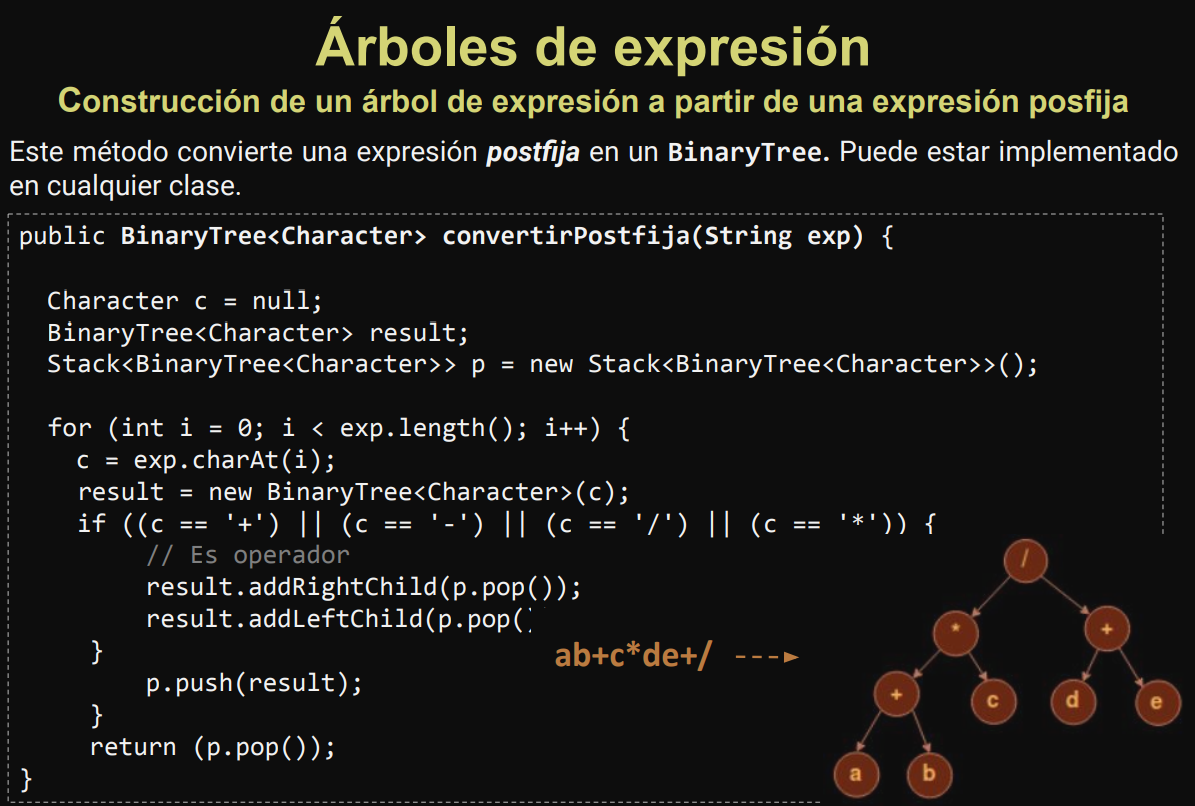 Árboles de expresión
Construcción de un árbol de expresión a partir de una expresión posfija
Este método convierte una expresión postfija en un BinaryTree. Puede estar implementado
en cualquier clase.
public BinaryTree<Character> convertirPostfija(String exp) {
Character c = null;
BinaryTree<Character> result;
Stack<BinaryTree<Character>> p = new Stack<BinaryTree<Character>>();
for (int i = 0; i < exp.length(); i++) {
c = exp.charAt(i);
result = new BinaryTree<Character>(c);
if ((c == '+') || (c == '-') || (c == '/') || (c == '*')) {
// Es operador
result.addRightChild(p.pop());
result.addLeftChild(p.pop()
}
p.push(result);
}
return (p.pop());
}
ab+c*de+/
/
* +
+ c d e
a b